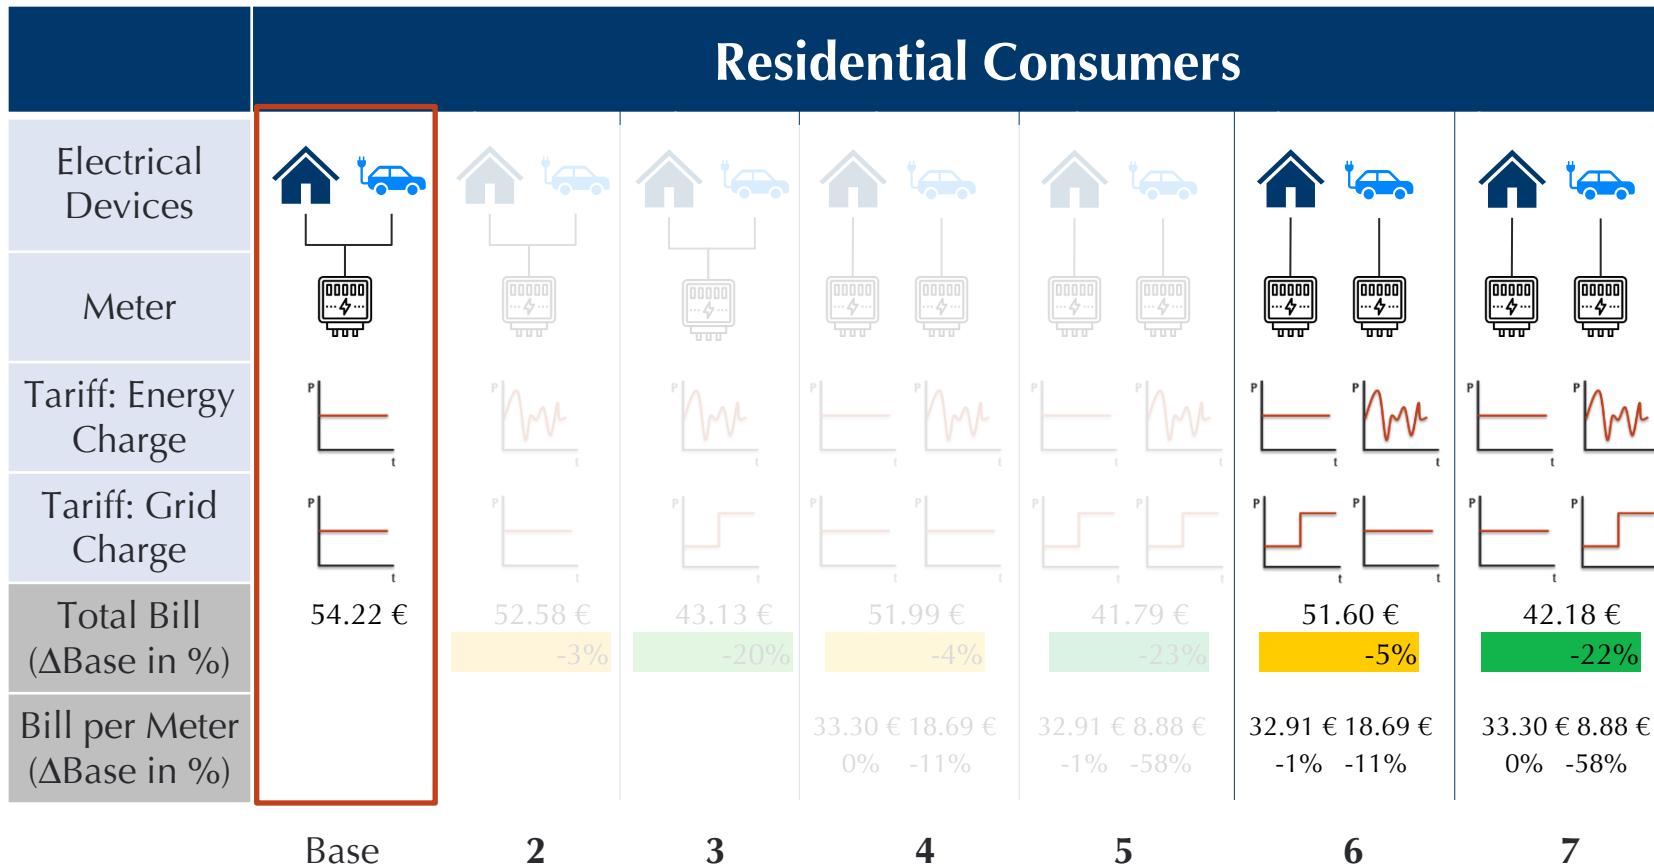 Residential Consumers
Electrical
Devices
Meter
Tariff: Energy
Charge
P P P P P P P P P P P
t t t t t t t t t t t
Tariff: Grid
Charge
P P P P P P P P P P P
t t t t t t t t t t t
Total Bill
(ΔBase in %)
54.22 € 52.58 € 43.13 € 51.99 € 41.79 € 51.60 € 42.18 €
-3% -20% -4% -23% -5% -22%
Bill per Meter
(ΔBase in %)
33.30 € 18.69 € 32.91 € 8.88 € 32.91 € 18.69 € 33.30 € 8.88 €
0% -11% -1% -58% -1% -11% 0% -58%
Base 2 3 4 5 6 7